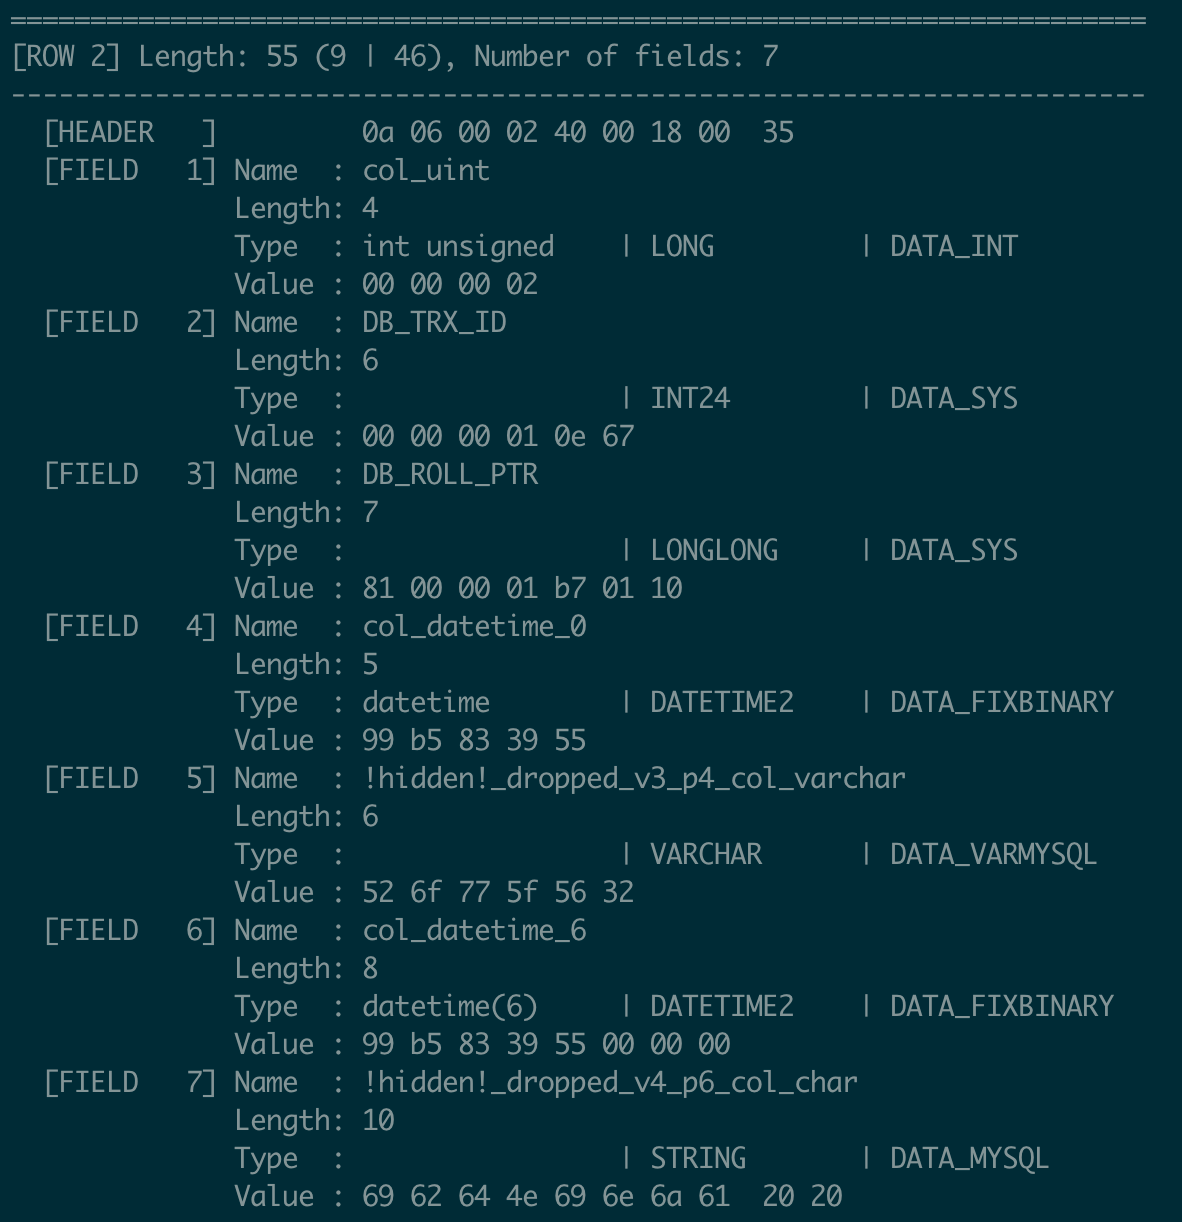 =======================================================================
[ROW 2] Length: 55 (9 | 46), Number of fields: 7
-----------------------------------------------------------------------
  [HEADER   ]         0a 06 00 02 40 00 18 00  35
  [FIELD   1] Name  : col_uint
              Length: 4
              Type  : int unsigned    | LONG         | DATA_INT
              Value : 00 00 00 02
  [FIELD   2] Name  : DB_TRX_ID
              Length: 6
              Type  :                 | INT24        | DATA_SYS
              Value : 00 00 00 01 0e 67
  [FIELD   3] Name  : DB_ROLL_PTR
              Length: 7
              Type  :                 | LONGLONG     | DATA_SYS
              Value : 81 00 00 01 b7 01 10
  [FIELD   4] Name  : col_datetime_0
              Length: 5
              Type  : datetime        | DATETIME2    | DATA_FIXBINARY
              Value : 99 b5 83 39 55
  [FIELD   5] Name  : !hidden!_dropped_v3_p4_col_varchar
              Length: 6
              Type  :                 | VARCHAR      | DATA_VARMYSQL
              Value : 52 6f 77 5f 56 32
  [FIELD   6] Name  : col_datetime_6
              Length: 8
              Type  : datetime(6)     | DATETIME2    | DATA_FIXBINARY
              Value : 99 b5 83 39 55 00 00 00
  [FIELD   7] Name  : !hidden!_dropped_v4_p6_col_char
              Length: 10
              Type  :                 | STRING       | DATA_MYSQL
              Value : 69 62 64 4e 69 6e 6a 61  20 20